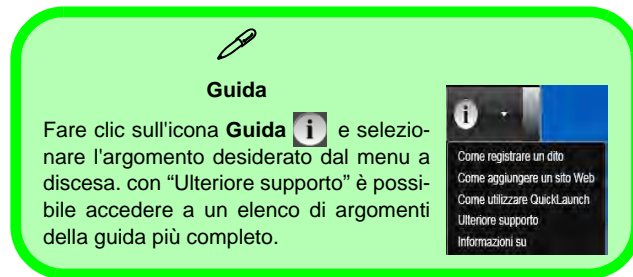 Guida
Fare clic sull'icona Guida i e selezio-
nare l'argomento desiderato dal menu a
discesa. con “Ulteriore supporto” è possi-
bile accedere a un elenco di argomenti
della guida più completo.
i
Come registrare un dito
Come aggiungere un sito Web
Come utilizzare QuickLaunch
Ulteriore supporto
Informazioni su